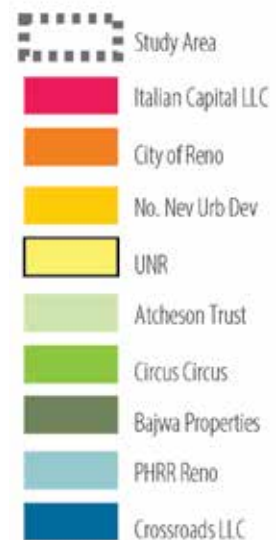 Study Area
Italian Capital LLC
City of Reno
No. Nev Urb Dev
UNR
Atcheson Trust
Circus Circus
Bajwa Properties
PHRR Reno
Crossroads LLC